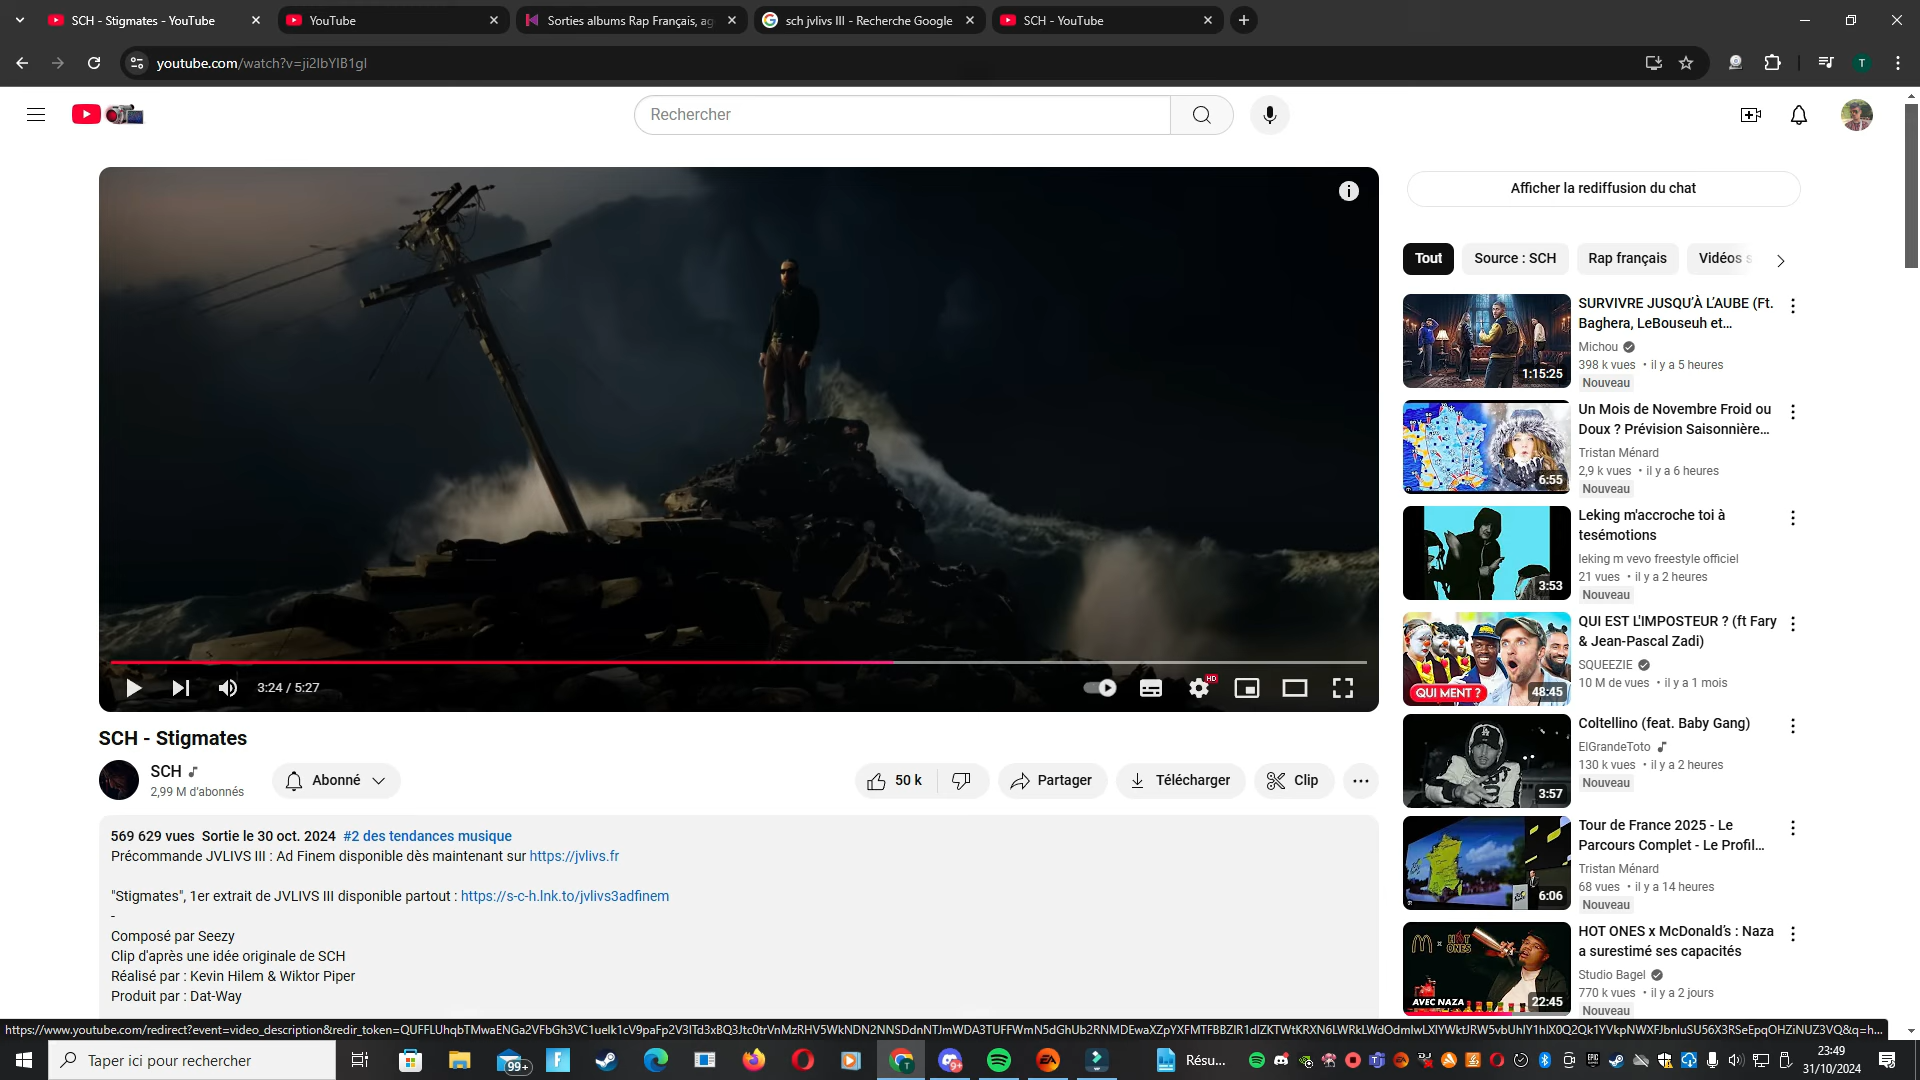 SCH - Stigmates - YouTube
YouTube
Sorties albums Rap Français, ag
sch jvlivs III - Recherche Google
SCH - YouTube
youtube.com/watch?v=ji2IbYIB1gI
T
Rechercher
3:24 / 5:27
HD
SCH - Stigmates
SCH
2,99 M d'abonnés
Abonné
50 k
Partager
Télécharger
Clip
569 629 vues Sortie le 30 oct. 2024 #2 des tendances musique
Précommande JVLIVS III : Ad Finem disponible dès maintenant sur https://jvlivs.fr
"Stigmates", 1er extrait de JVLIVS III disponible partout : https://s-c-h.lnk.to/jvlivs3adfinem
-
Composé par Seezy
Clip d'après une idée originale de SCH
Réalisé par : Kevin Hilem & Wiktor Piper
Produit par : Dat-Way
Afficher la rediffusion du chat
Tout
Source : SCH
Rap français
Vidéos s
SURVIVRE JUSQU'À L'AUBE (Ft.
Baghera, LeBouseuh et...
Michou
398 k vues • il y a 5 heures
Nouveau
1:15:25
Un Mois de Novembre Froid ou
Doux ? Prévision Saisonnière...
Tristan Ménard
2,9 k vues • il y a 6 heures
Nouveau
6:55
Leking m'accroche toi à
tesémotions
leking m vevo freestyle officiel
21 vues • il y a 2 heures
Nouveau
3:53
QUI EST L'IMPOSTEUR ? (ft Fary
& Jean-Pascal Zadi)
SQUEEZIE
10 M de vues • il y a 1 mois
QUI MENT ?
48:45
Coltellino (feat. Baby Gang)
ElGrandeToto
130 k vues • il y a 2 heures
Nouveau
3:57
Tour de France 2025 - Le
Parcours Complet - Le Profil...
Tristan Ménard
68 vues • il y a 14 heures
Nouveau
6:06
HOT ONES x McDonald's : Naza
a surestimé ses capacités
Studio Bagel
770 k vues • il y a 2 jours
Nouveau
HOT ONES
AVEC NAZA
22:45
Taper ici pour rechercher
99+
9+
Résu...
23:49
31/10/2024